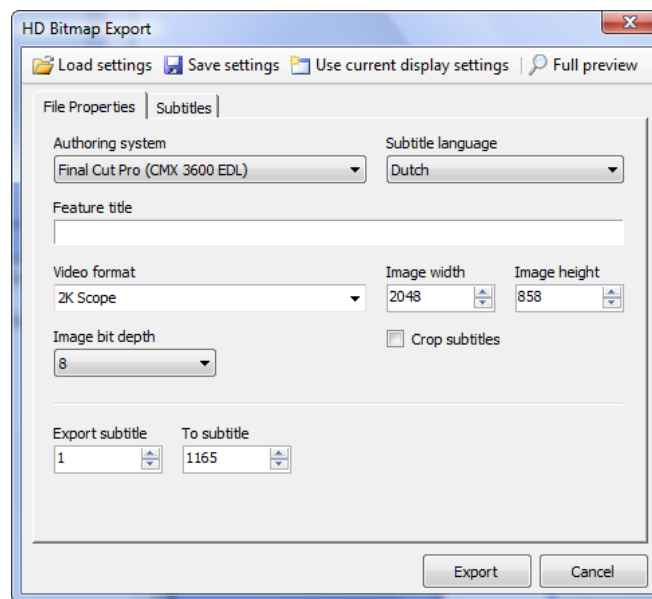 HD Bitmap Export
Load settings Save settings Use current display settings Full preview
File Properties Subtitles
Authoring system Subtitle language
Final Cut Pro (CMX 3600 EDL) Dutch
Feature title
Video format Image width Image height
2K Scope 2048 858
Image bit depth Crop subtitles
8
Export subtitle To subtitle
1 1165
Export Cancel